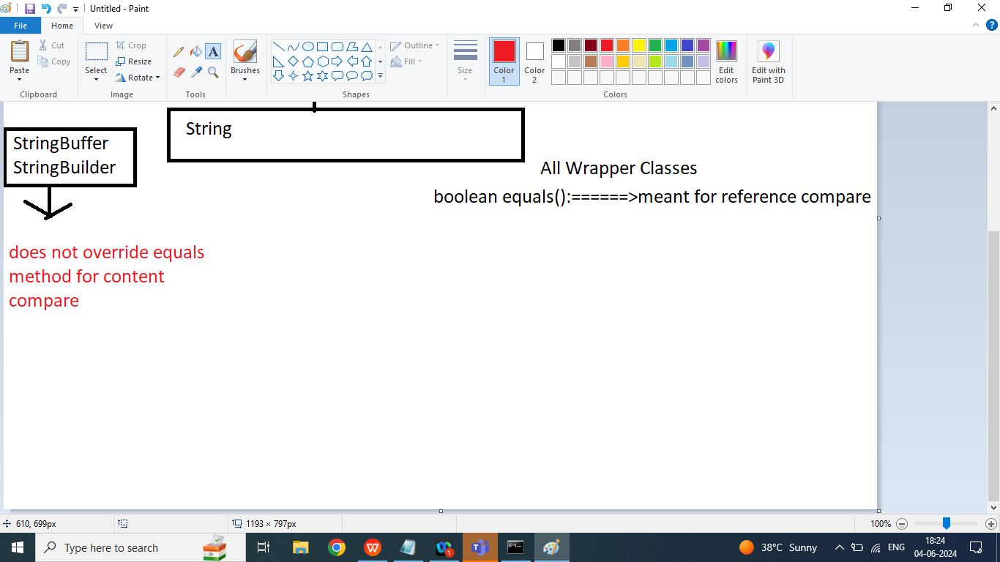 Untitled - Paint
File
Home
View
Paste
Cut
Copy
Clipboard
Select
Crop
Resize
Rotate
Image
A
Tools
Brushes
Outline
Fill
Shapes
Size
Color
1
Color
2
Edit
colors
Colors
Edit with
Paint 3D
String
StringBuffer
StringBuilder
All Wrapper Classes
boolean equals():======>meant for reference compare
does not override equals
method for content
compare
610, 699px
1193 × 797px
100%
Type here to search
W
1
38°C Sunny
ENG
18:24
04-06-2024